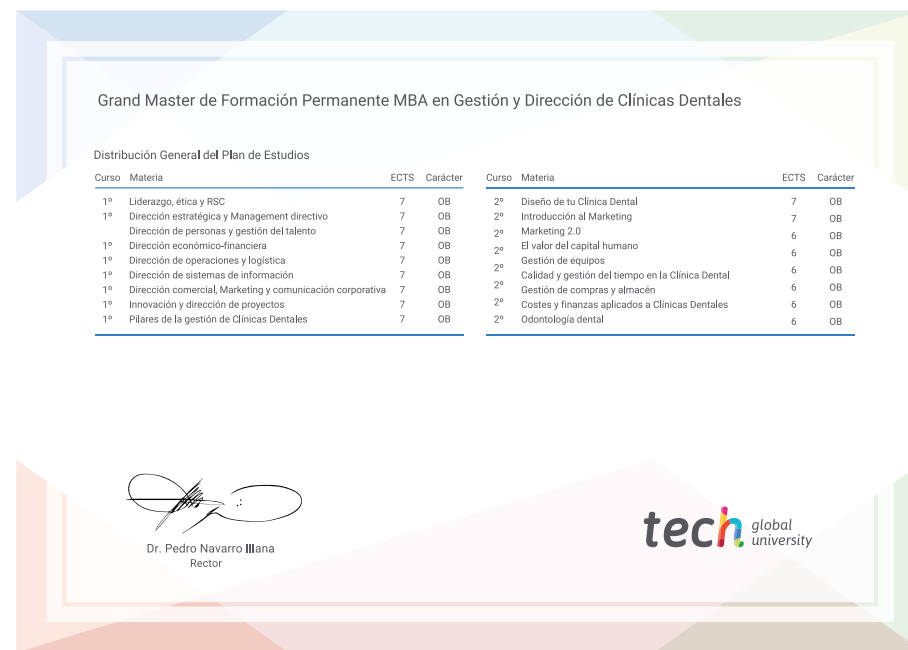 Grand Master de Formación Permanente MBA en Gestión y Dirección de Clínicas Dentales
Distribución General del Plan de Estudios
Curso Materia ECTS Carácter
1º Liderazgo, ética y RSC 7 OB
1º Dirección estratégica y Management directivo 7 OB
Dirección de personas y gestión del talento 7 OB
1º Dirección económico-financiera 7 OB
1º Dirección de operaciones y logística 7 OB
1º Dirección de sistemas de información 7 OB
1º Dirección comercial, Marketing y comunicación corporativa 7 OB
1º Innovación y dirección de proyectos 7 OB
1º Pilares de la gestión de Clínicas Dentales 7 OB
Curso Materia ECTS Carácter
2º Diseño de tu Clínica Dental 7 OB
2º Introducción al Marketing 7 OB
2º Marketing 2.0 6 OB
2º El valor del capital humano 6 OB
2º Gestión de equipos 6 OB
Calidad y gestión del tiempo en la Clínica Dental
2º Gestión de compras y almacén 6 OB
2º Costes y finanzas aplicados a Clínicas Dentales 6 OB
2º Odontología dental 6 OB
Dr. Pedro Navarro Illana
Rector
tech global university